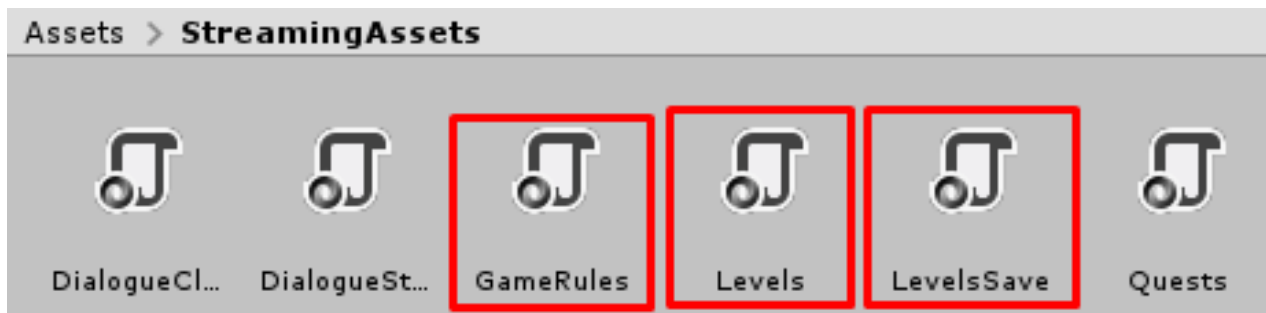 Assets > StreamingAssets
DialogueCl... DialogueSt... GameRules Levels LevelsSave Quests